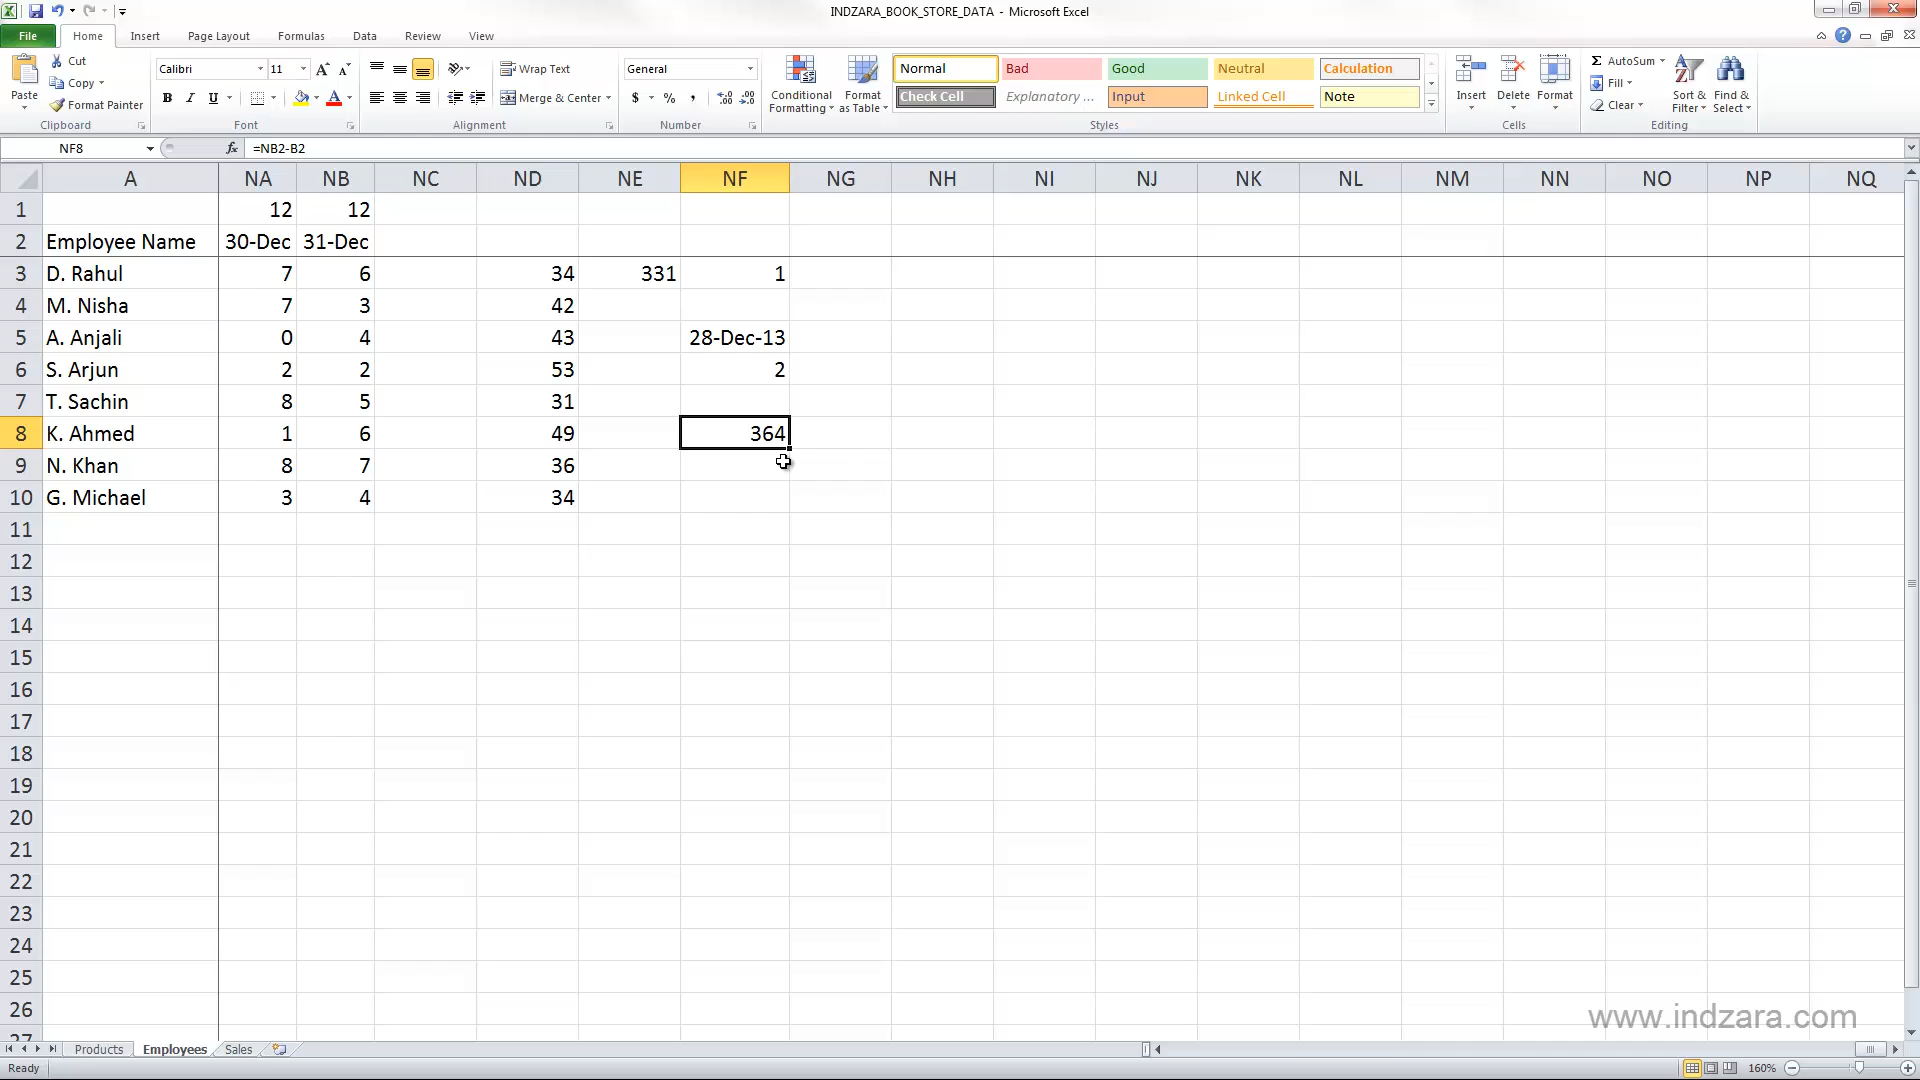 INDZARA_BOOK_STORE_DATA - Microsoft Excel
File Home Insert Page Layout Formulas Data Review View
Cut
Copy
Format Painter
Paste
Clipboard
Calibri 11
B I U
Font
Wrap Text
Merge & Center
Alignment
General
$ % ,
Number
Conditional Formatting
Format as Table
Normal Bad Good Neutral Calculation
Check Cell Explanatory ... Input Linked Cell Note
Styles
Insert Delete Format
Cells
Σ AutoSum
Fill
Clear
Sort & Filter
Find & Select
Editing
NF8 fx =NB2-B2
A NA NB NC ND NE NF NG NH NI NJ NK NL NM NN NO NP NQ
1 12 12
2 Employee Name 30-Dec 31-Dec
3 D. Rahul 7 6 34 331 1
4 M. Nisha 7 3 42
5 A. Anjali 0 4 43 28-Dec-13
6 S. Arjun 2 2 53 2
7 T. Sachin 8 5 31
8 K. Ahmed 1 6 49 364
9 N. Khan 8 7 36
10 G. Michael 3 4 34
11
12
13
14
15
16
17
18
19
20
21
22
23
24
25
26
27
www.indzara.com
Products Employees Sales
Ready 160%